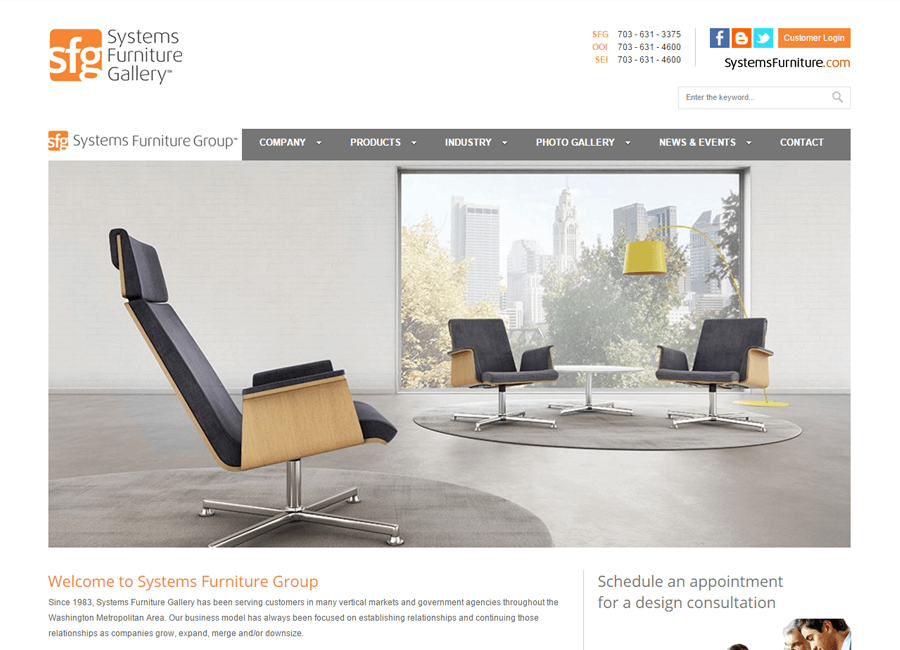 sfg Systems
Furniture
Gallery™
SFG 703 - 631 - 3375
OOI 703 - 631 - 4600
SEI 703 - 631 - 4600
Customer Login
SystemsFurniture.com
Enter the keyword...
sfg Systems Furniture Group™
COMPANY PRODUCTS INDUSTRY PHOTO GALLERY NEWS & EVENTS CONTACT
Welcome to Systems Furniture Group
Since 1983, Systems Furniture Gallery has been serving customers in many vertical markets and government agencies throughout the
Washington Metropolitan Area. Our business model has always been focused on establishing relationships and continuing those
relationships as companies grow, expand, merge and/or downsize.
Schedule an appointment
for a design consultation